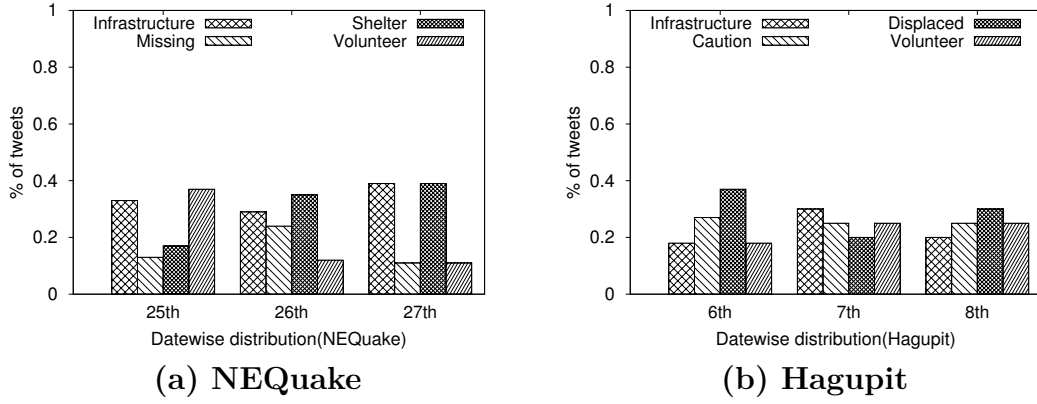 % of tweets
1
0.8
0.6
0.4
0.2
0
Infrastructure
Missing
Shelter
Volunteer
25th 26th 27th
Datewise distribution(NEQuake)
(a) NEQuake
% of tweets
1
0.8
0.6
0.4
0.2
0
Infrastructure
Caution
Displaced
Volunteer
6th 7th 8th
Datewise distribution(Hagupit)
(b) Hagupit